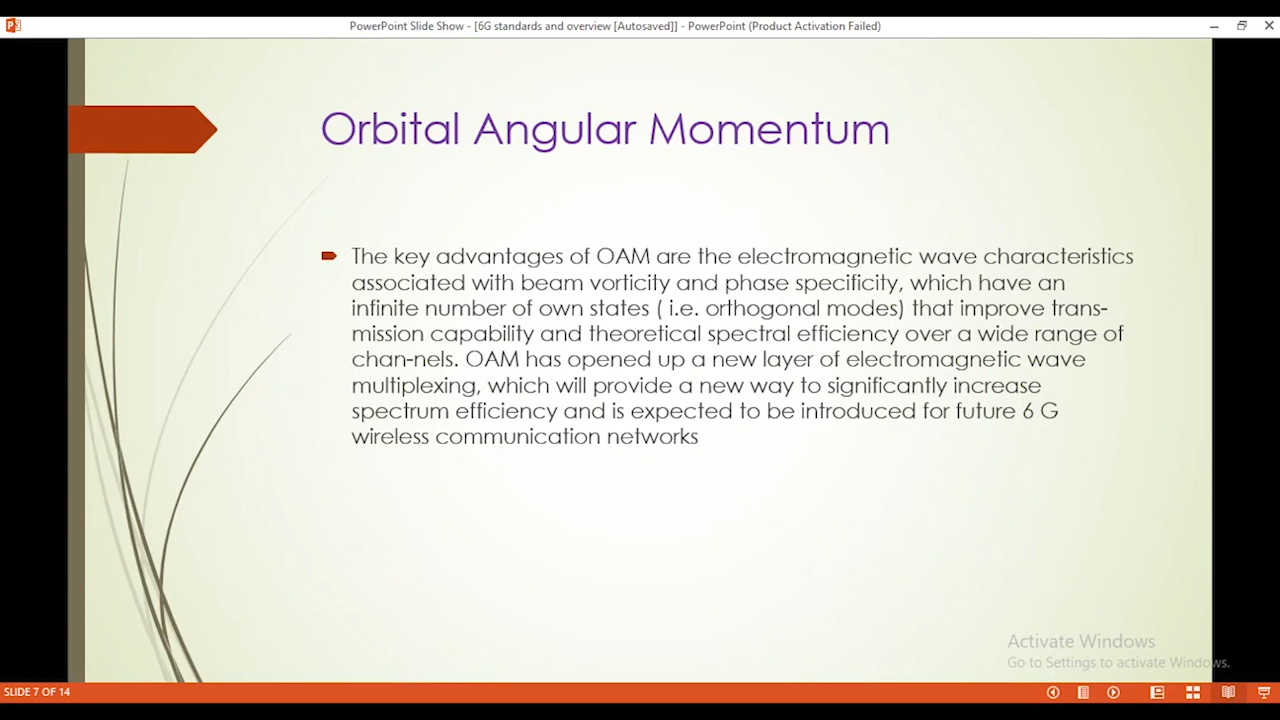 PowerPoint Slide Show - [6G standards and overview [Autosaved]] - PowerPoint (Product Activation Failed)
Orbital Angular Momentum
The key advantages of OAM are the electromagnetic wave characteristics
associated with beam vorticity and phase specificity, which have an
infinite number of own states ( i.e. orthogonal modes) that improve trans-
mission capability and theoretical spectral efficiency over a wide range of
chan-nels. OAM has opened up a new layer of electromagnetic wave
multiplexing, which will provide a new way to significantly increase
spectrum efficiency and is expected to be introduced for future 6 G
wireless communication networks
Activate Windows
Go to Settings to activate Windows.
SLIDE 7 OF 14